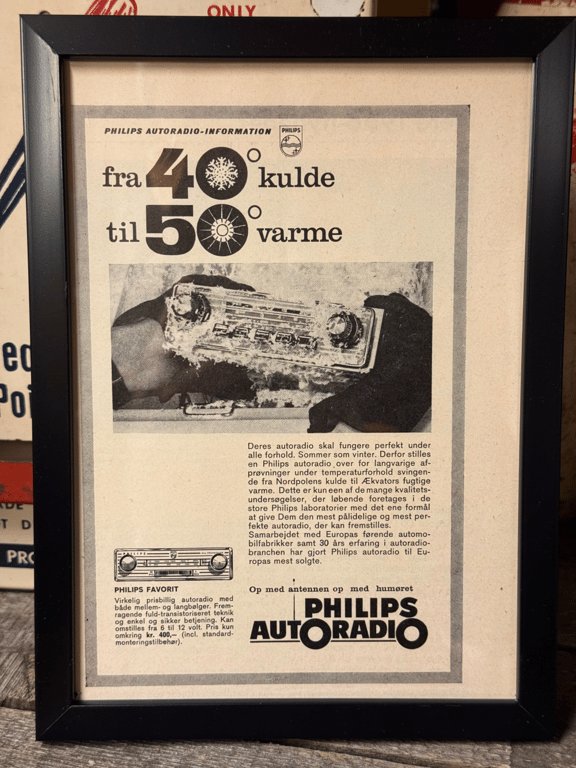 ONLY
PHILIPS AUTORADIO-INFORMATION
PHILIPS
fra 40° kulde
til 50° varme
Deres autoradio skal fungere perfekt under
alle forhold. Sommer som vinter. Derfor stilles
en Philips autoradio over for langvarige af-
prøvninger under temperaturforhold svingen-
de fra Nordpolens kulde til Ækvators fugtige
varme. Dette er kun een af de mange kvalitets-
undersøgelser, der løbende foretages i de
store Philips laboratorier med det ene formål
at give Dem den mest pålidelige og mest per-
fekte autoradio, der kan fremstilles.
Samarbejdet med Europas førende automo-
bilfabrikker samt 30 års erfaring i autoradio-
branchen har gjort Philips autoradio til Eu-
ropas mest solgte.
PHILIPS
PHILIPS FAVORIT
Virkelig prisbillig autoradio med
både mellem- og langbølger. Frem-
ragende fuld-transistoriseret teknik
og enkel og sikker betjening. Kan
omstilles fra 6 til 12 volt. Pris kun
omkring kr. 400,– (incl. standard-
monteringstilbehør).
Op med antennen op med humøret
PHILIPS
AUTORADIO